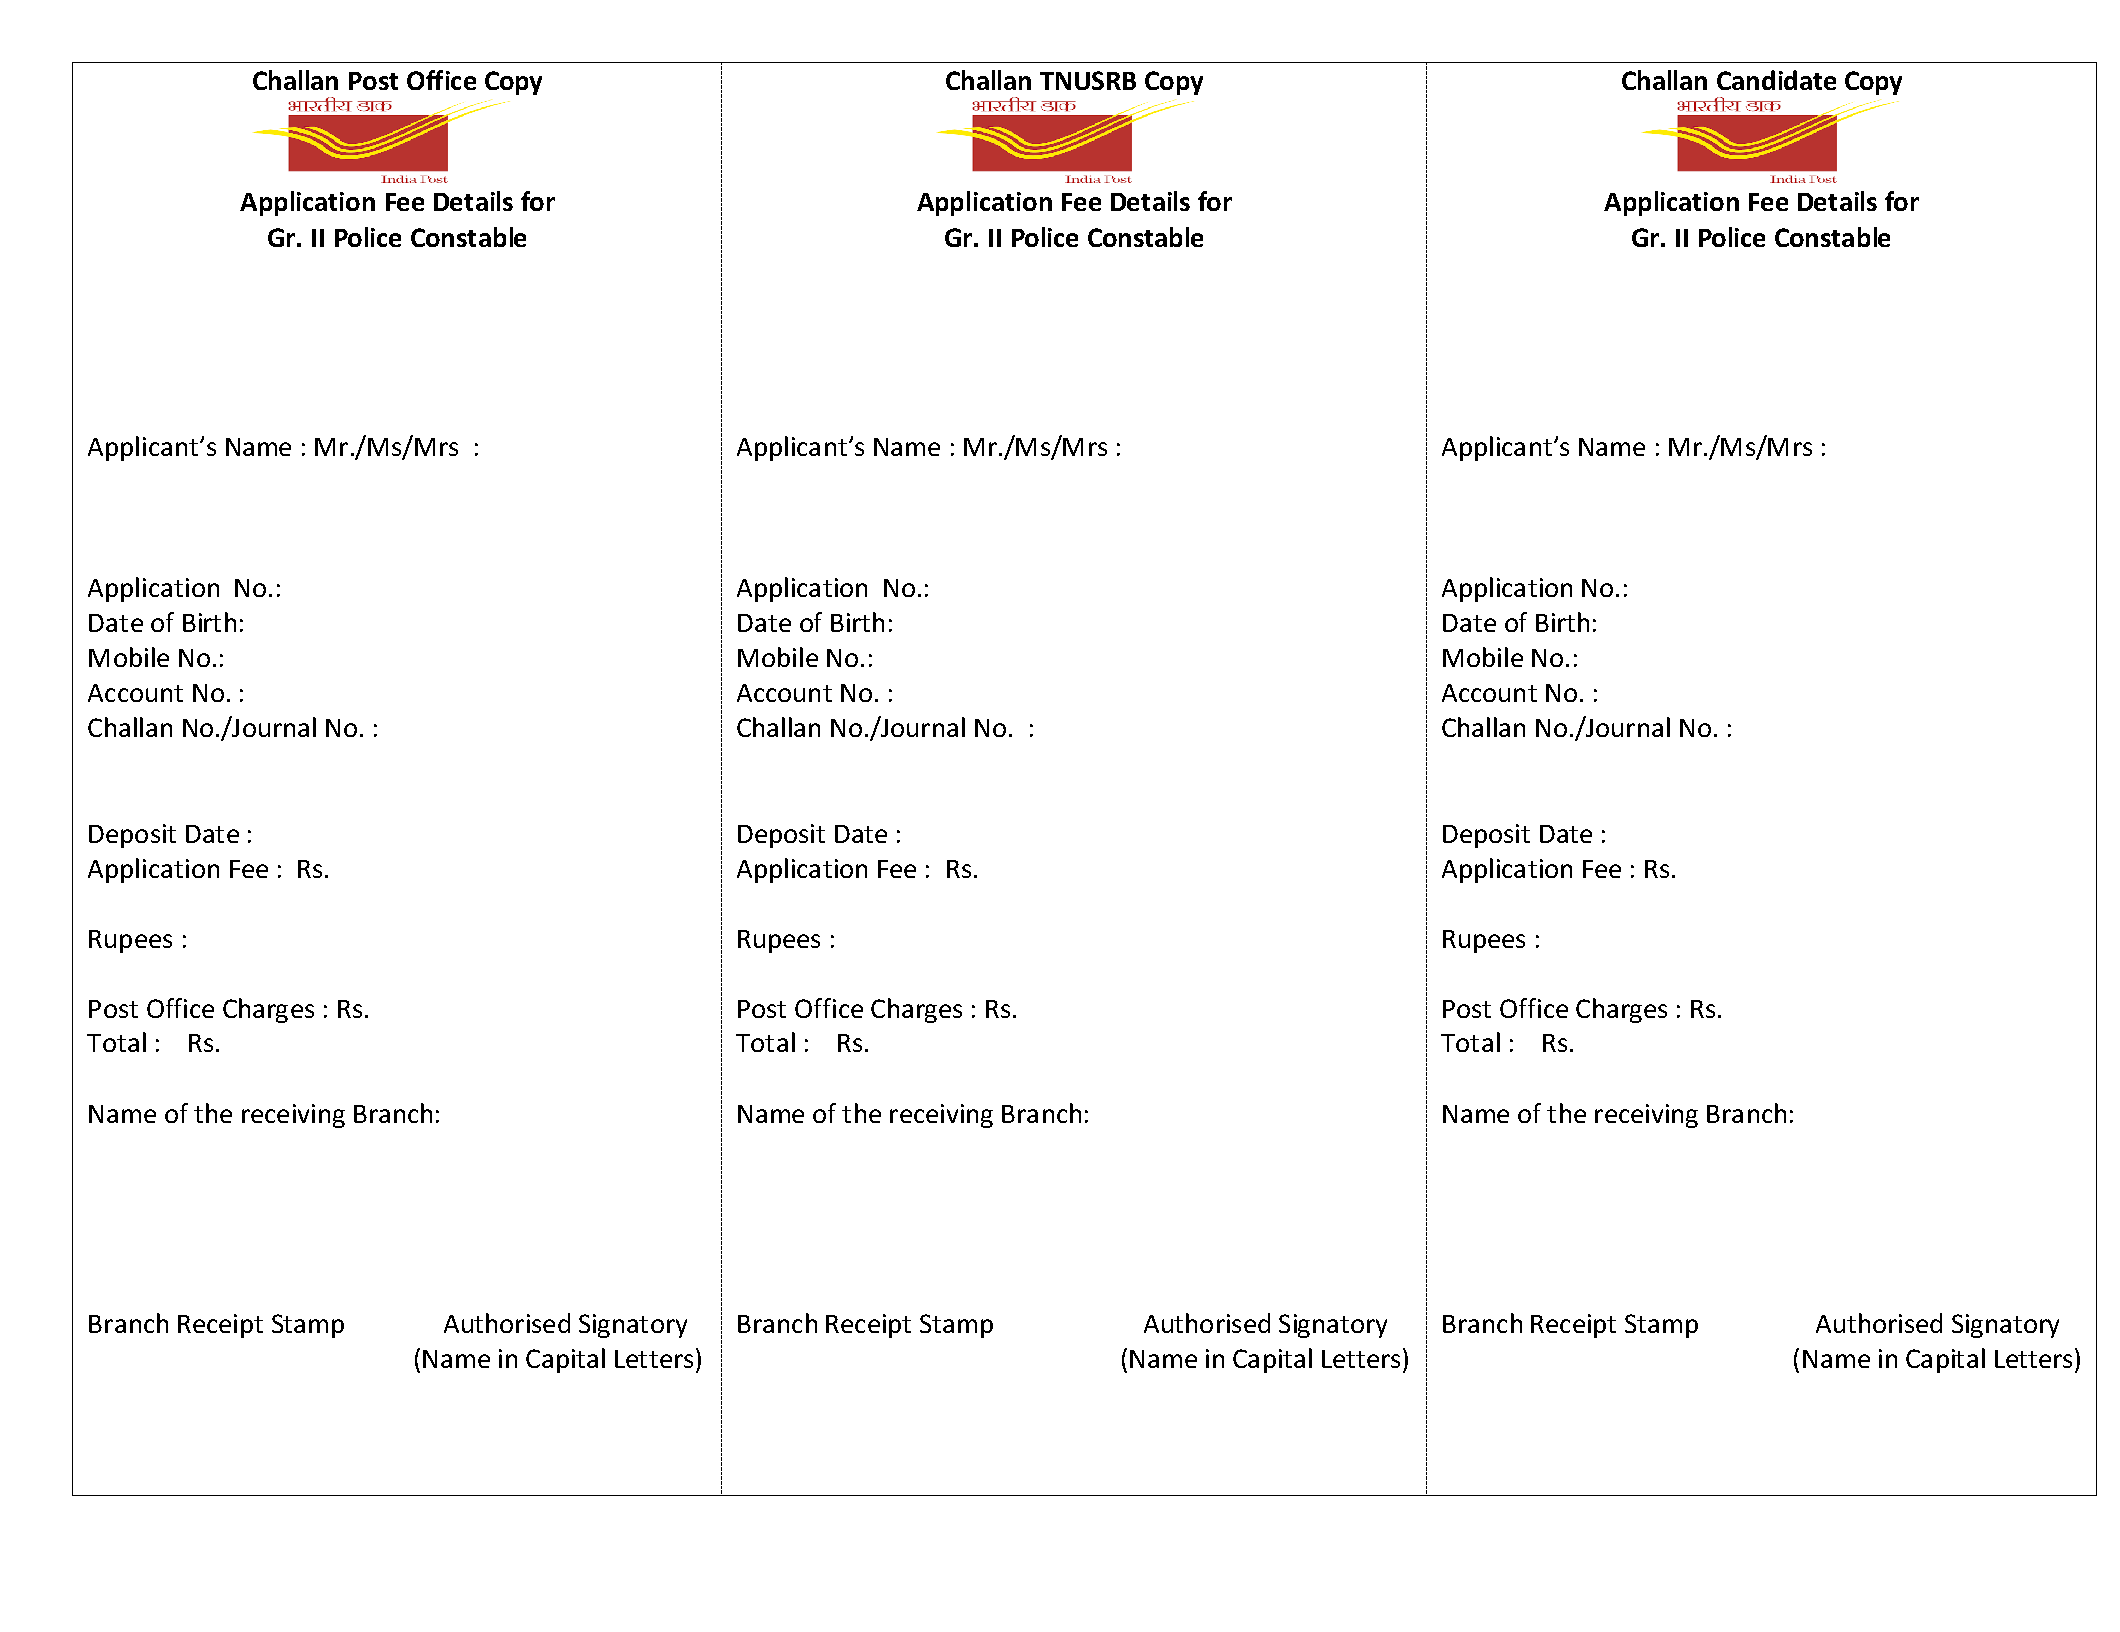 Challan Post Office Copy
भारतीय डाक
India Post
Application Fee Details for
Gr. II Police Constable
Applicant’s Name : Mr./Ms/Mrs  :
Application  No.:
Date of Birth:
Mobile No.:
Account No. :
Challan No./Journal No. :
Deposit Date :
Application Fee :  Rs.
Rupees :
Post Office Charges : Rs.
Total :    Rs.
Name of the receiving Branch:
Branch Receipt Stamp    Authorised Signatory
(Name in Capital Letters)
Challan TNUSRB Copy
भारतीय डाक
India Post
Application Fee Details for
Gr. II Police Constable
Applicant’s Name : Mr./Ms/Mrs :
Application  No.:
Date of Birth:
Mobile No.:
Account No. :
Challan No./Journal No.  :
Deposit Date :
Application Fee :  Rs.
Rupees :
Post Office Charges : Rs.
Total :    Rs.
Name of the receiving Branch:
Branch Receipt Stamp    Authorised Signatory
(Name in Capital Letters)
Challan Candidate Copy
भारतीय डाक
India Post
Application Fee Details for
Gr. II Police Constable
Applicant’s Name : Mr./Ms/Mrs :
Application No.:
Date of Birth:
Mobile No.:
Account No. :
Challan No./Journal No. :
Deposit Date :
Application Fee : Rs.
Rupees :
Post Office Charges : Rs.
Total :    Rs.
Name of the receiving Branch:
Branch Receipt Stamp    Authorised Signatory
(Name in Capital Letters)